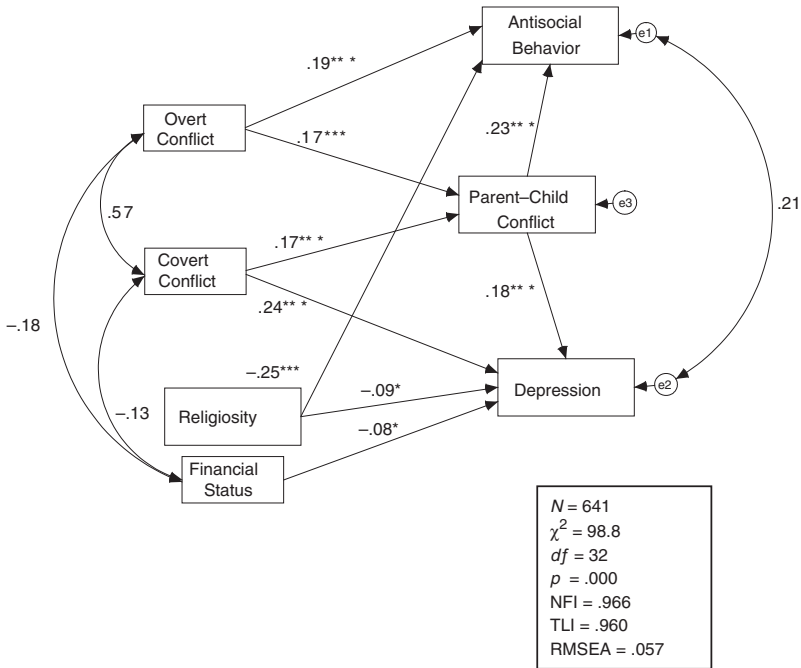 Antisocial
Behavior
e1
.19** *
Overt
Conflict
.17***
.23** *
Parent–Child
Conflict
e3
.21
.57
.17** *
Covert
Conflict
.24** *
.18** *
–.18
–.25***
–.09*
Depression
e2
–.13
Religiosity
–.08*
Financial
Status
N = 641
χ² = 98.8
df = 32
p = .000
NFI = .966
TLI = .960
RMSEA = .057